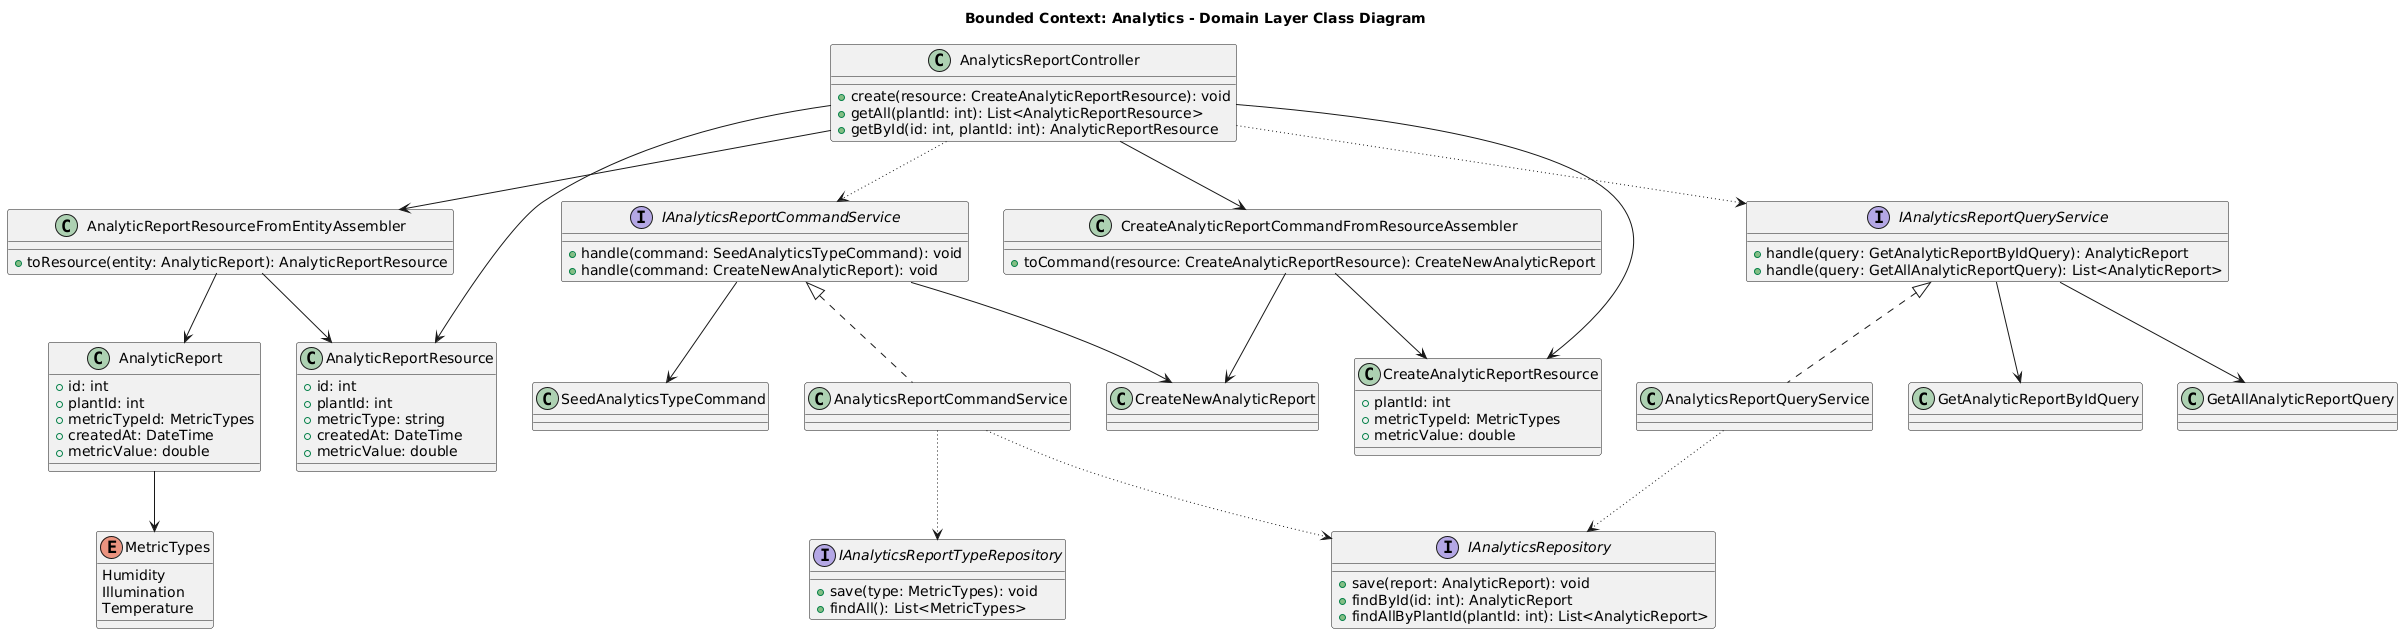 Bounded Context: Analytics - Domain Layer Class Diagram
C AnalyticsReportController
create(resource: CreateAnalyticReportResource): void
getAll(plantId: int): List<AnalyticReportResource>
getById(id: int, plantId: int): AnalyticReportResource
C AnalyticReportResourceFromEntityAssembler
toResource(entity: AnalyticReport): AnalyticReportResource
I IAnalyticsReportCommandService
handle(command: SeedAnalyticsTypeCommand): void
handle(command: CreateNewAnalyticReport): void
C CreateAnalyticReportCommandFromResourceAssembler
toCommand(resource: CreateAnalyticReportResource): CreateNewAnalyticReport
I IAnalyticsReportQueryService
handle(query: GetAnalyticReportByIdQuery): AnalyticReport
handle(query: GetAllAnalyticReportQuery): List<AnalyticReport>
C AnalyticReport
id: int
plantId: int
metricTypeId: MetricTypes
createdAt: DateTime
metricValue: double
C AnalyticReportResource
id: int
plantId: int
metricType: string
createdAt: DateTime
metricValue: double
C SeedAnalyticsTypeCommand
C AnalyticsReportCommandService
C CreateNewAnalyticReport
C CreateAnalyticReportResource
plantId: int
metricTypeId: MetricTypes
metricValue: double
C AnalyticsReportQueryService
C GetAnalyticReportByIdQuery
C GetAllAnalyticReportQuery
E MetricTypes
Humidity
Illumination
Temperature
I IAnalyticsReportTypeRepository
save(type: MetricTypes): void
findAll(): List<MetricTypes>
I IAnalyticsRepository
save(report: AnalyticReport): void
findById(id: int): AnalyticReport
findAllByPlantId(plantId: int): List<AnalyticReport>